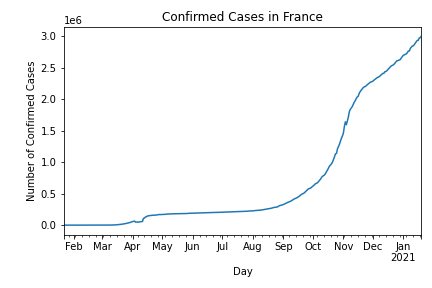 Confirmed Cases in France
1e6
Number of Confirmed Cases
3.0
2.5
2.0
1.5
1.0
0.5
0.0
Feb Mar Apr May Jun Jul Aug Sep Oct Nov Dec Jan
2021
Day